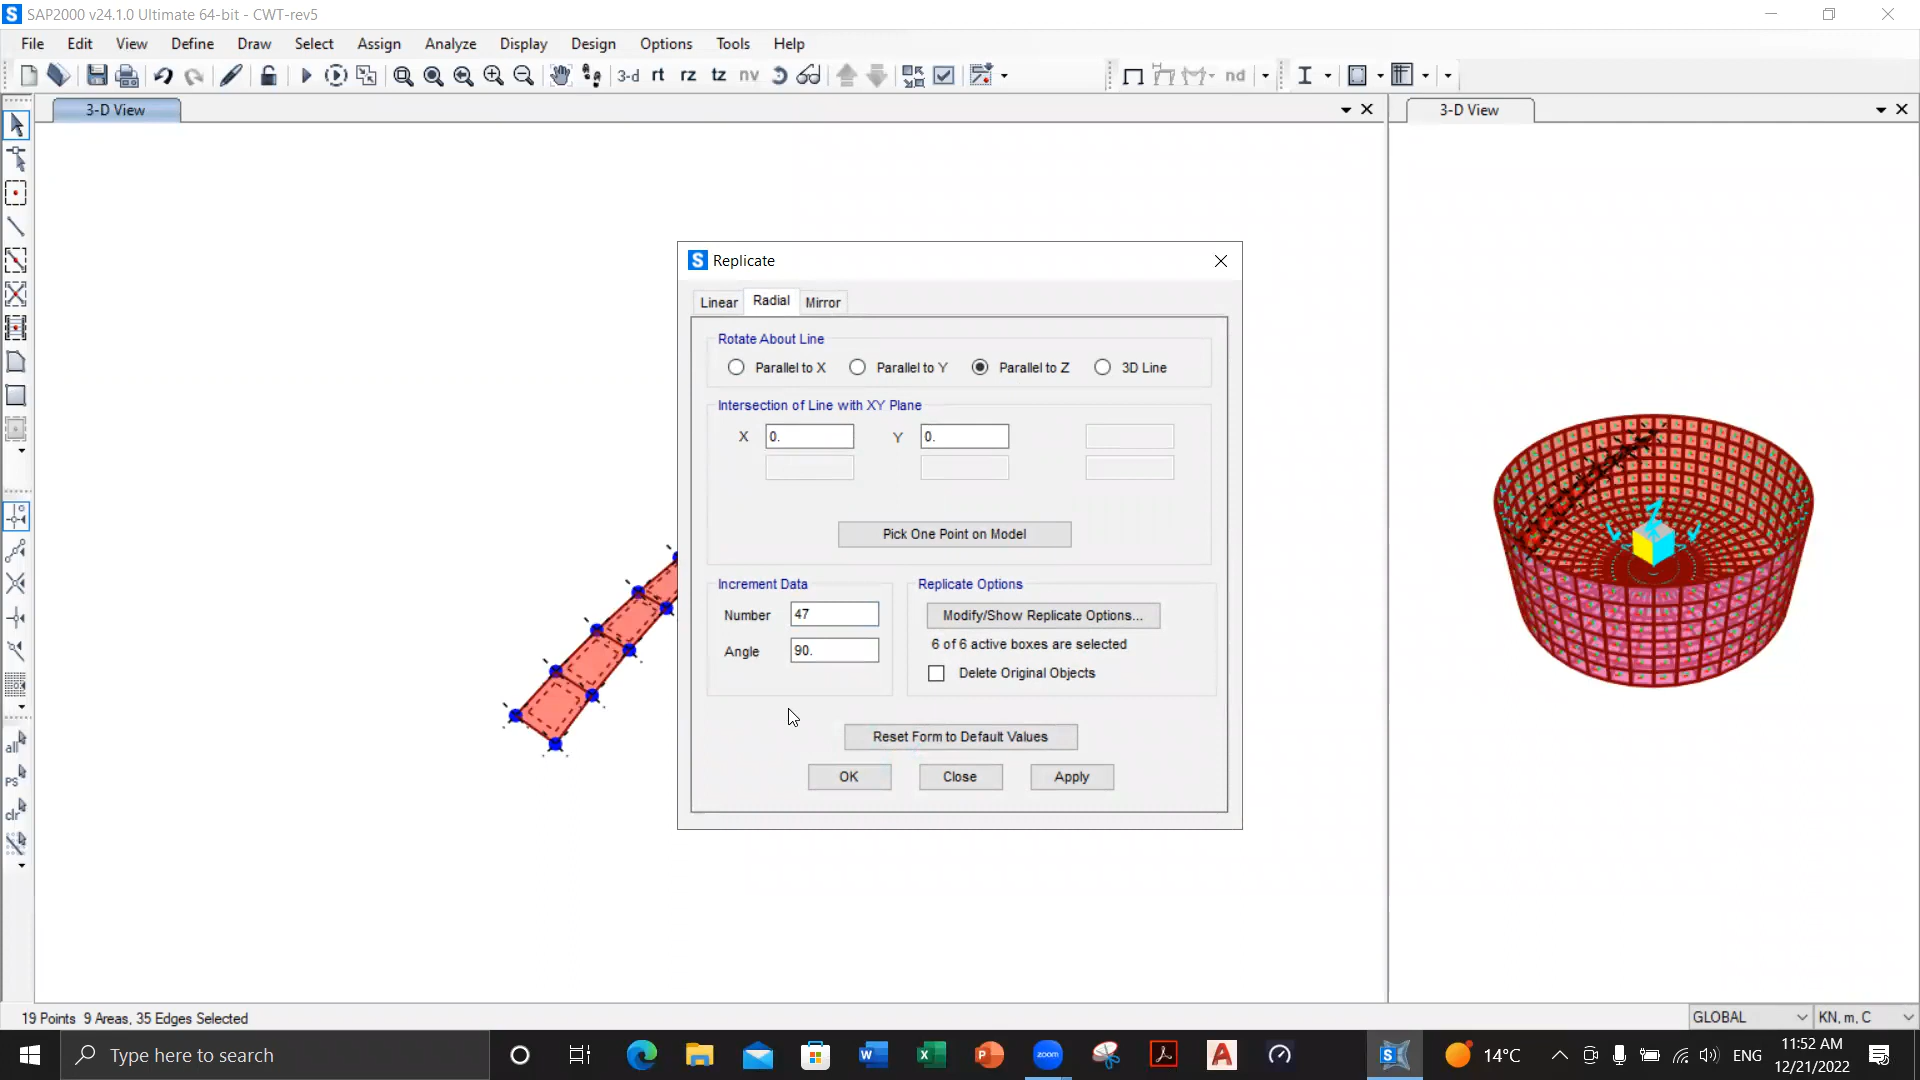 SAP2000 v24.1.0 Ultimate 64-bit - CWT-rev5
File Edit View Define Draw Select Assign Analyze Display Design Options Tools Help
3-d rt rz tz nv nd
3-D View
3-D View
Replicate
Linear Radial Mirror
Rotate About Line
Parallel to X Parallel to Y Parallel to Z 3D Line
Intersection of Line with XY Plane
X 0. Y 0.
Pick One Point on Model
Increment Data
Number 47
Angle 90.
Replicate Options
Modify/Show Replicate Options...
6 of 6 active boxes are selected
Delete Original Objects
Reset Form to Default Values
OK Close Apply
all
PS
clr
Z
19 Points 9 Areas, 35 Edges Selected
GLOBAL KN, m, C
Type here to search
zoom
14°C
ENG
11:52 AM
12/21/2022